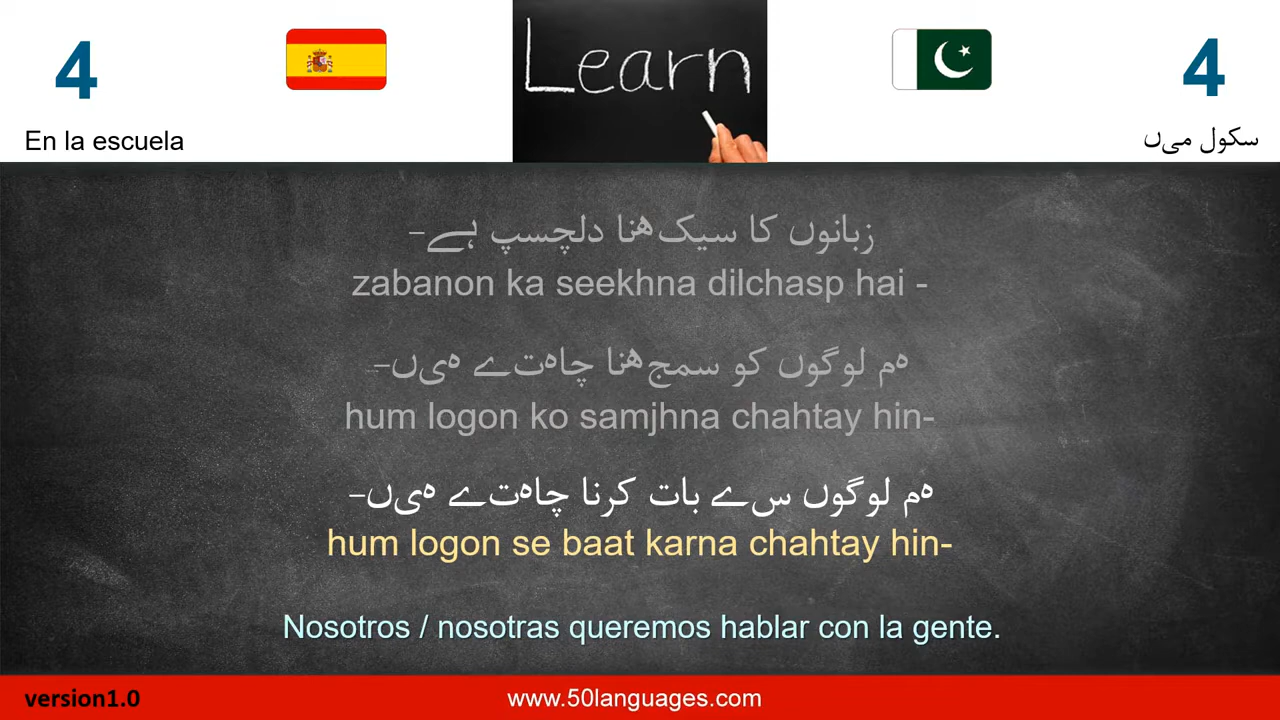 4
En la escuela
Learn
4
سکول میں
زبانوں کا سیکھنا دلچسپ ہے-
zabanon ka seekhna dilchasp hai -
ہم لوگوں کو سمجھنا چاہتے ہیں-
hum logon ko samjhna chahtay hin-
ہم لوگوں سے بات کرنا چاہتے ہیں-
hum logon se baat karna chahtay hin-
Nosotros / nosotras queremos hablar con la gente.
version1.0
www.50languages.com